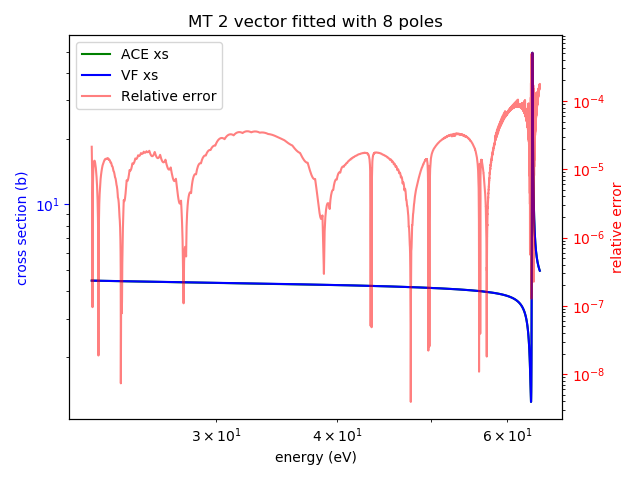 MT 2 vector fitted with 8 poles
ACE xs
VF xs
Relative error
cross section (b)
10¹
relative error
10⁻⁴
10⁻⁵
10⁻⁶
10⁻⁷
10⁻⁸
3 × 10¹
4 × 10¹
6 × 10¹
energy (eV)